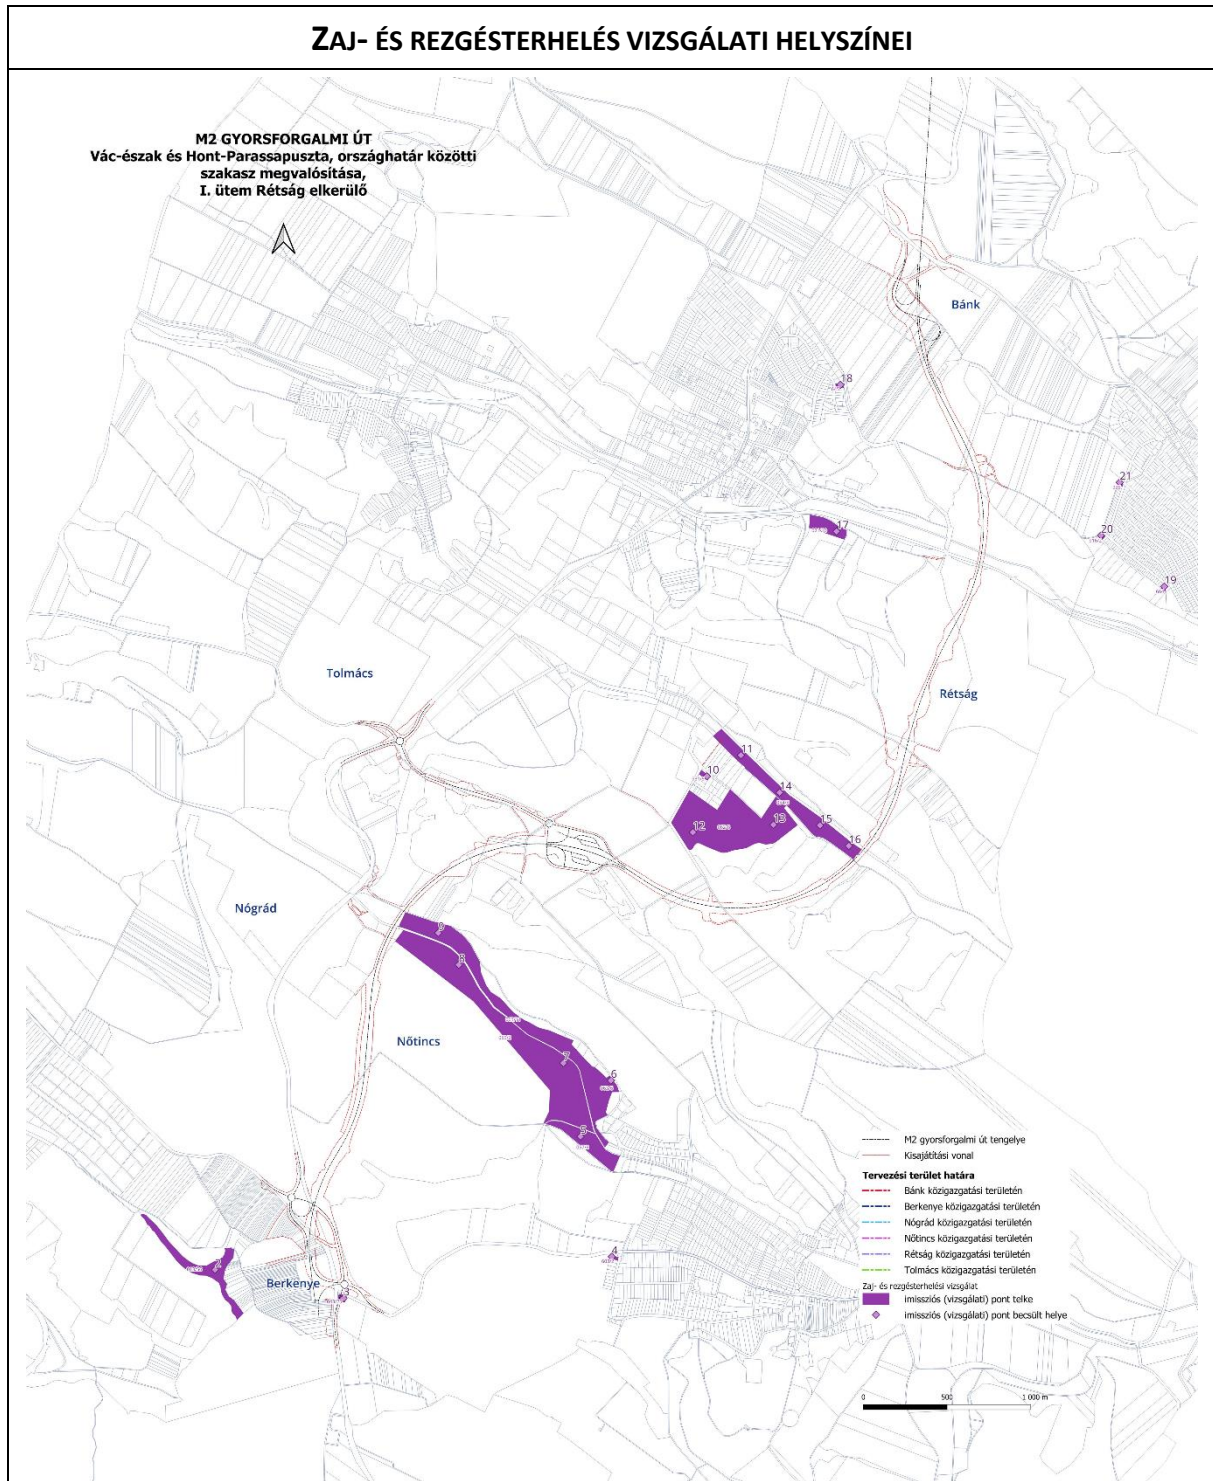 ZAJ- ÉS REZGÉSTERHELÉS VIZSGÁLATI HELYSZÍNEI
M2 GYORSFORGALMI ÚT
Vác-észak és Hont-Parassapuszta, országhatár közötti
szakasz megvalósítása,
I. ütem Rétság elkerülő
Bánk
18
21
17
20
19
Tolmács
Rétság
11
10
14
12
13
15
16
Nógrád
9
8
Nőtincs
7
6
5
4
2
Berkenye
3
M2 gyorsforgalmi út tengelye
Kisajátítási vonal
Tervezési terület határa
Bánk közigazgatási területén
Berkenye közigazgatási területén
Nógrád közigazgatási területén
Nőtincs közigazgatási területén
Rétság közigazgatási területén
Tolmács közigazgatási területén
Zaj- és rezgésterhelési vizsgálat
imissziós (vizsgálati) pont telke
imissziós (vizsgálati) pont becsült helye
0 500 1 000 m